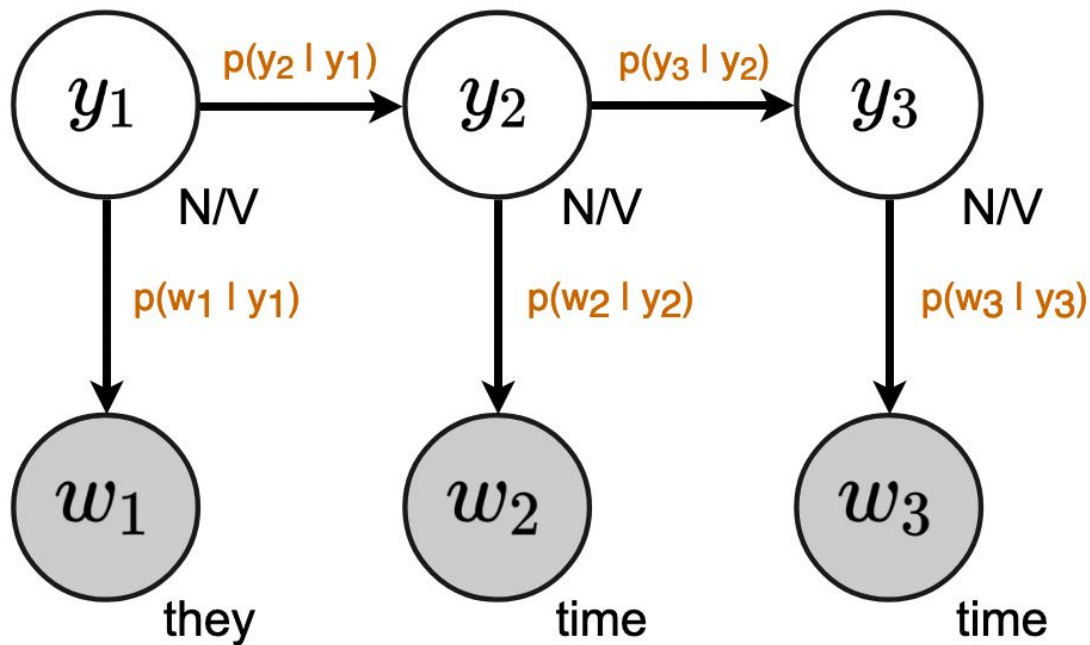 y1 p(y2 | y1) y2 p(y3 | y2) y3
N/V N/V N/V
p(w1 | y1) p(w2 | y2) p(w3 | y3)
w1 w2 w3
they time time